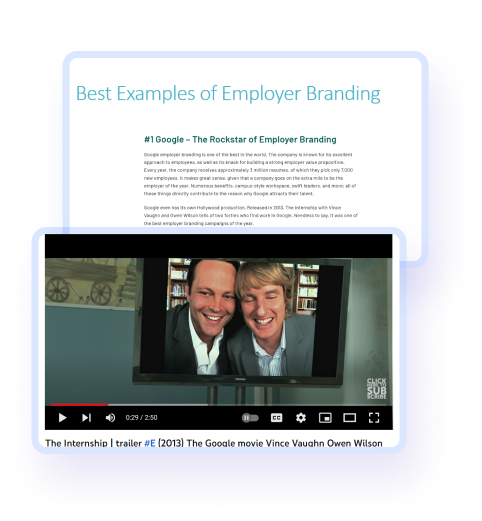 Best Examples of Employer Branding
#1 Google – The Rockstar of Employer Branding
Google employer branding is one of the best in the world. The company is known for its excellent
approach to employees, as well as its knack for building a strong employer value proposition.
Every year, the company receives approximately 3 million resumes, of which they pick only 7,000
new employees. It makes great sense, given that a company goes on the extra mile to be the
employer of the year. Numerous benefits, campus-style workspace, swift leaders, and more; all of
these things directly contribute to the reason why Google attracts their talent.
Google even has its own Hollywood production. Released in 2013, The Internship with Vince
Vaughn and Owen Wilson tells of two forties who find work in Google. Needless to say, it was one of
the best employer branding campaigns of the year.
CLICK
HERE TO
SUB
SCRIBE
0:29 / 2:50
CC
The Internship | trailer #E (2013) The Google movie Vince Vaughn Owen Wilson